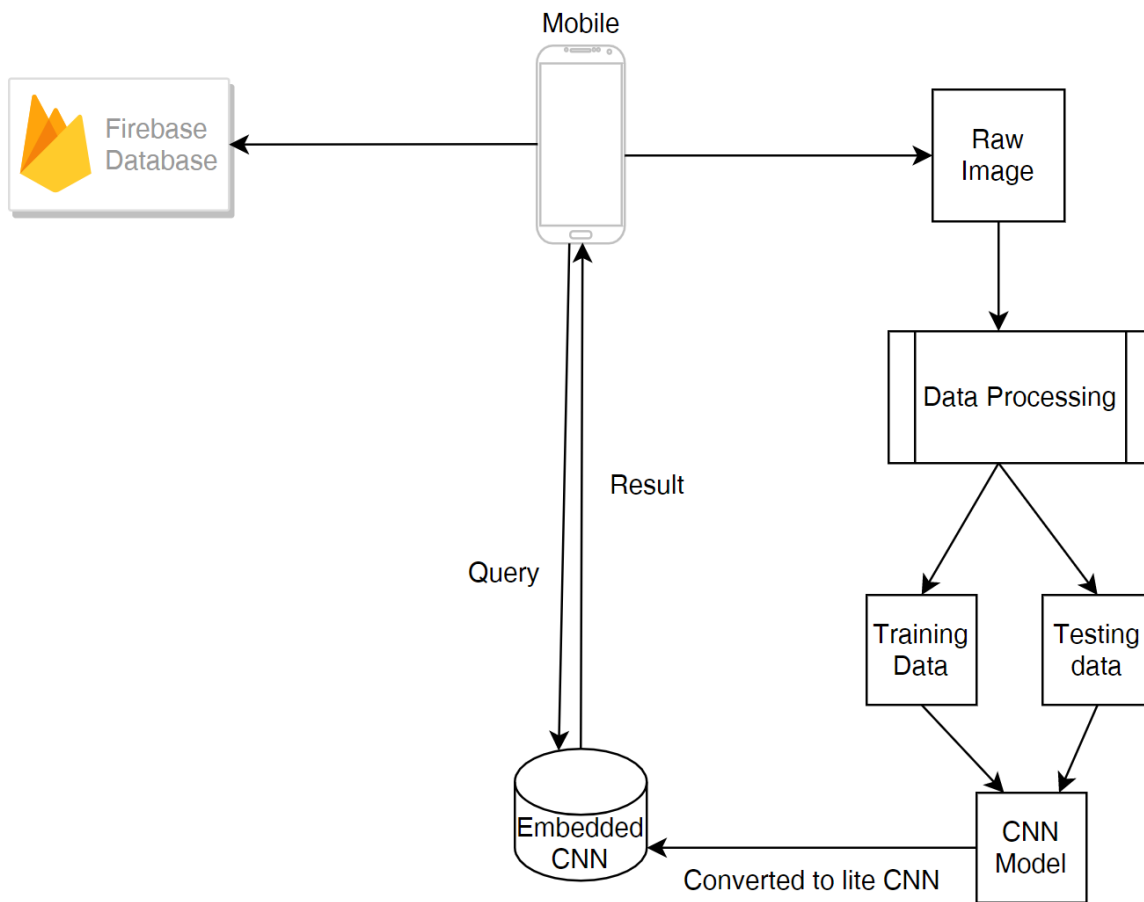 Mobile
Firebase
Database
Raw
Image
Data Processing
Result
Query
Training
Data
Testing
data
Embedded
CNN
CNN
Model
Converted to lite CNN